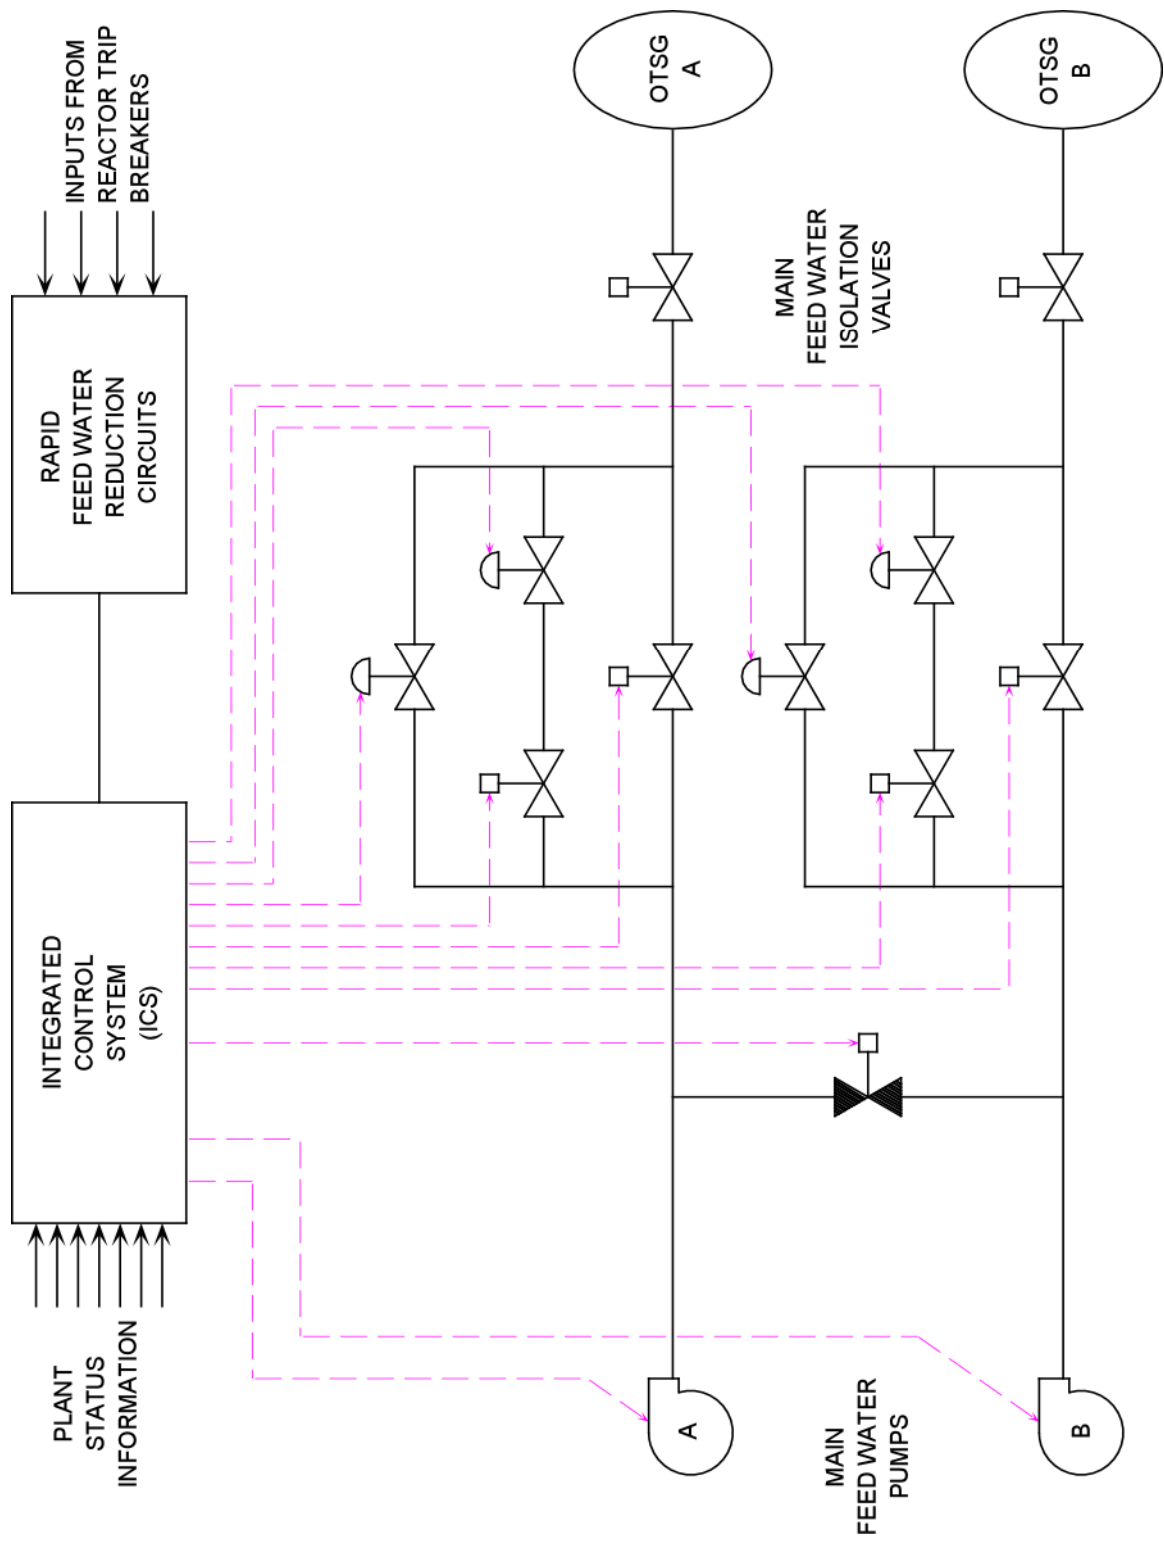 PLANT
STATUS
INFORMATION
INTEGRATED
CONTROL
SYSTEM
(ICS)
RAPID
FEED WATER
REDUCTION
CIRCUITS
INPUTS FROM
REACTOR TRIP
BREAKERS
A
OTSG
A
MAIN
FEED WATER
PUMPS
MAIN
FEED WATER
ISOLATION
VALVES
B
OTSG
B